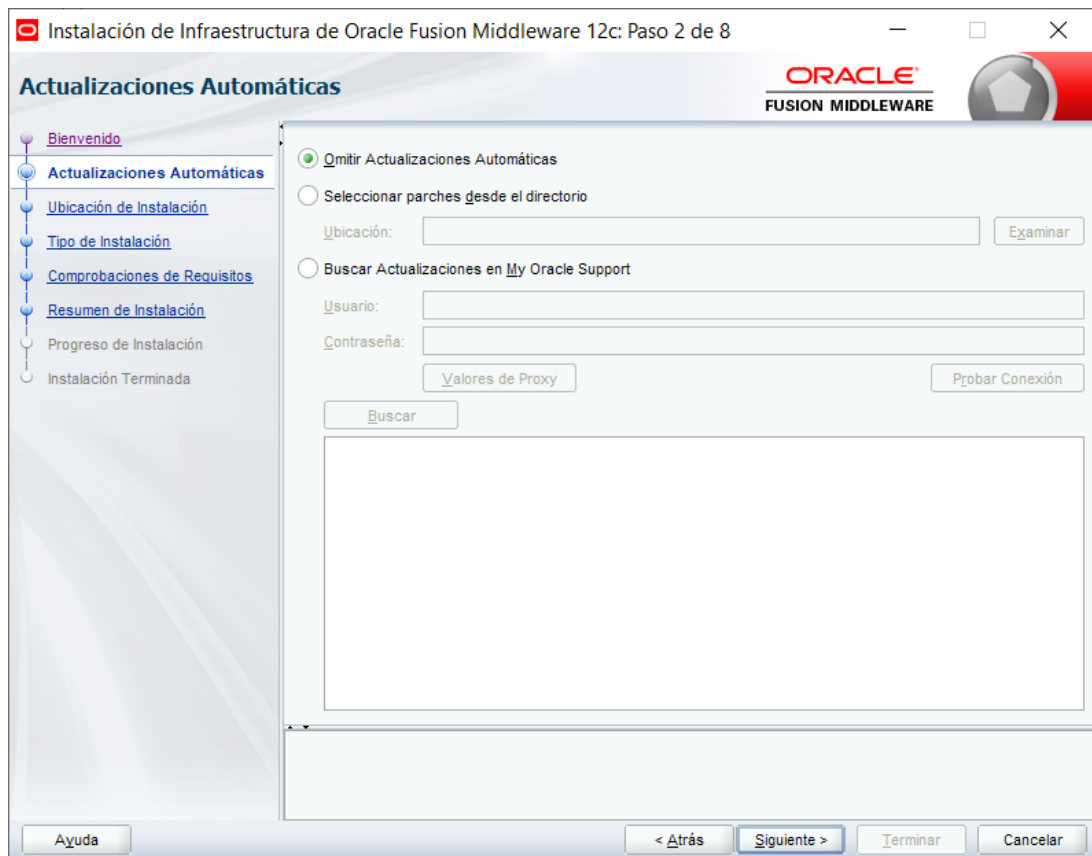 Instalación de Infraestructura de Oracle Fusion Middleware 12c: Paso 2 de 8
Actualizaciones Automáticas
ORACLE
FUSION MIDDLEWARE
Bienvenido
Actualizaciones Automáticas
Ubicación de Instalación
Tipo de Instalación
Comprobaciones de Requisitos
Resumen de Instalación
Progreso de Instalación
Instalación Terminada
Omitir Actualizaciones Automáticas
Seleccionar parches desde el directorio
Ubicación: Examinar
Buscar Actualizaciones en My Oracle Support
Usuario:
Contraseña:
Valores de Proxy Probar Conexión
Buscar
Ayuda < Atrás Siguiente > Terminar Cancelar